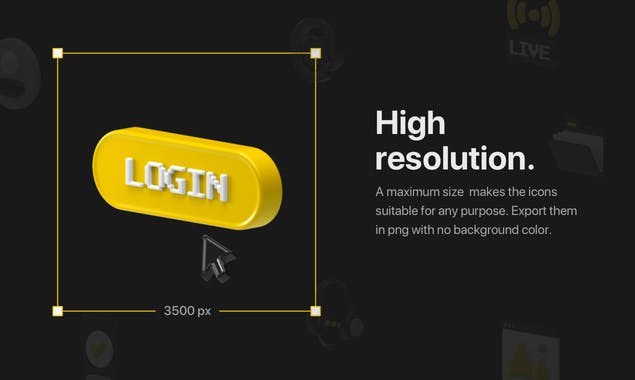 LIVE
High
resolution.
LOGIN
A maximum size makes the icons
suitable for any purpose. Export them
in png with no background color.
3500 px